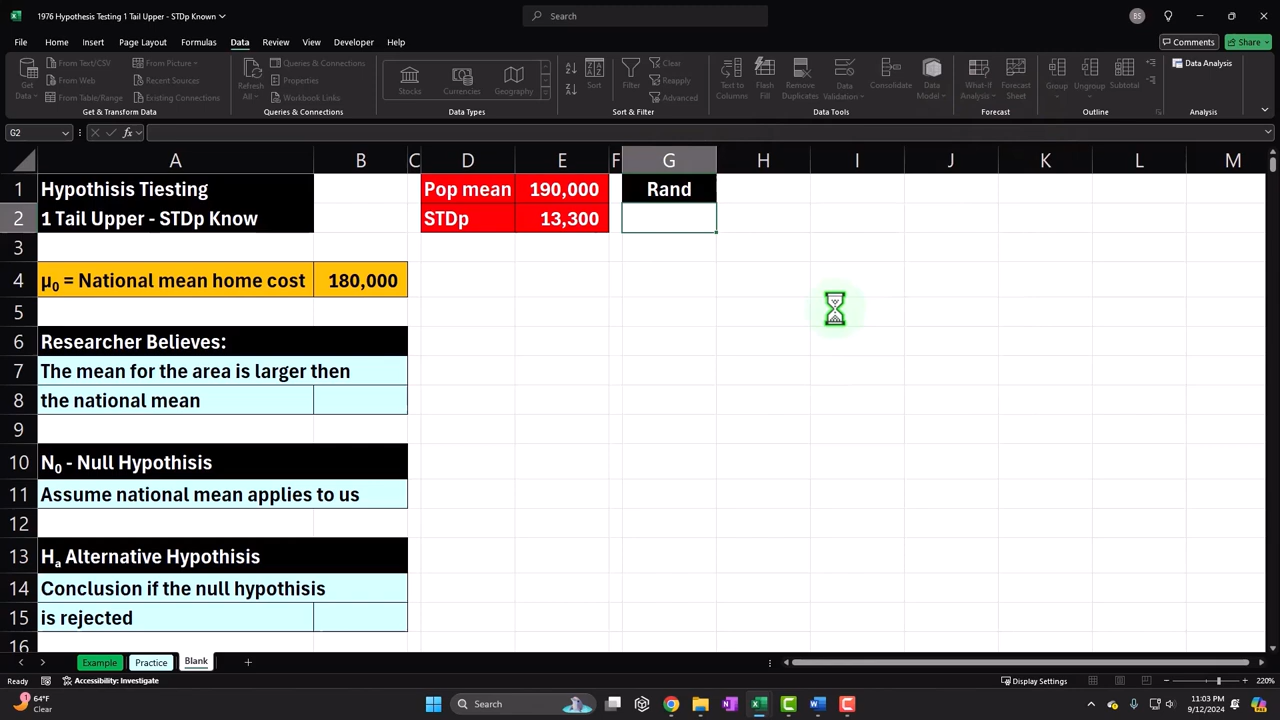 1976 Hypothesis Testing 1 Tail Upper - STDp Known
Search
BS
File Home Insert Page Layout Formulas Data Review View Developer Help
Comments Share
Get Data
From Text/CSV
From Web
From Table/Range
From Picture
Recent Sources
Existing Connections
Get & Transform Data
Refresh All
Queries & Connections
Properties
Workbook Links
Queries & Connections
Stocks Currencies Geography
Data Types
Sort Filter
Clear
Reapply
Advanced
Sort & Filter
Text to Columns
Flash Fill
Remove Duplicates
Data Validation
Consolidate
Data Model
Data Tools
What-If Analysis
Forecast Sheet
Forecast
Group
Ungroup
Subtotal
Outline
Data Analysis
Analysis
G2
fx
A B C D E F G H I J K L M
1 Hypothisis Tiesting Pop mean 190,000 Rand
2 1 Tail Upper - STDp Know STDp 13,300
3
4 μ₀ = National mean home cost 180,000
5
6 Researcher Believes:
7 The mean for the area is larger then
8 the national mean
9
10 N₀ - Null Hypothisis
11 Assume national mean applies to us
12
13 Hₐ Alternative Hypothisis
14 Conclusion if the null hypothisis
15 is rejected
16
Example Practice Blank
Ready Accessibility: Investigate Display Settings 220%
64°F
Clear
Search
11:03 PM
9/12/2024